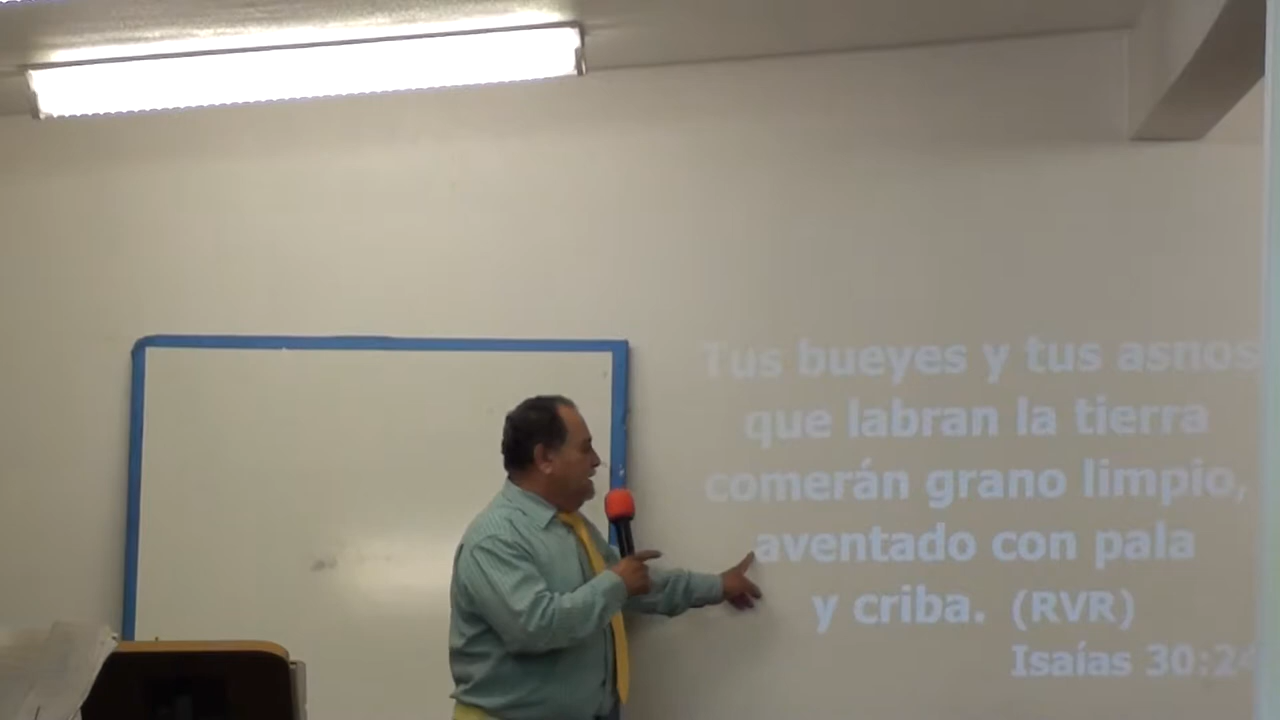 Tus bueyes y tus asnos
que labran la tierra
comerán grano limpio,
aventado con pala
y criba. (RVR)
Isaías 30:24